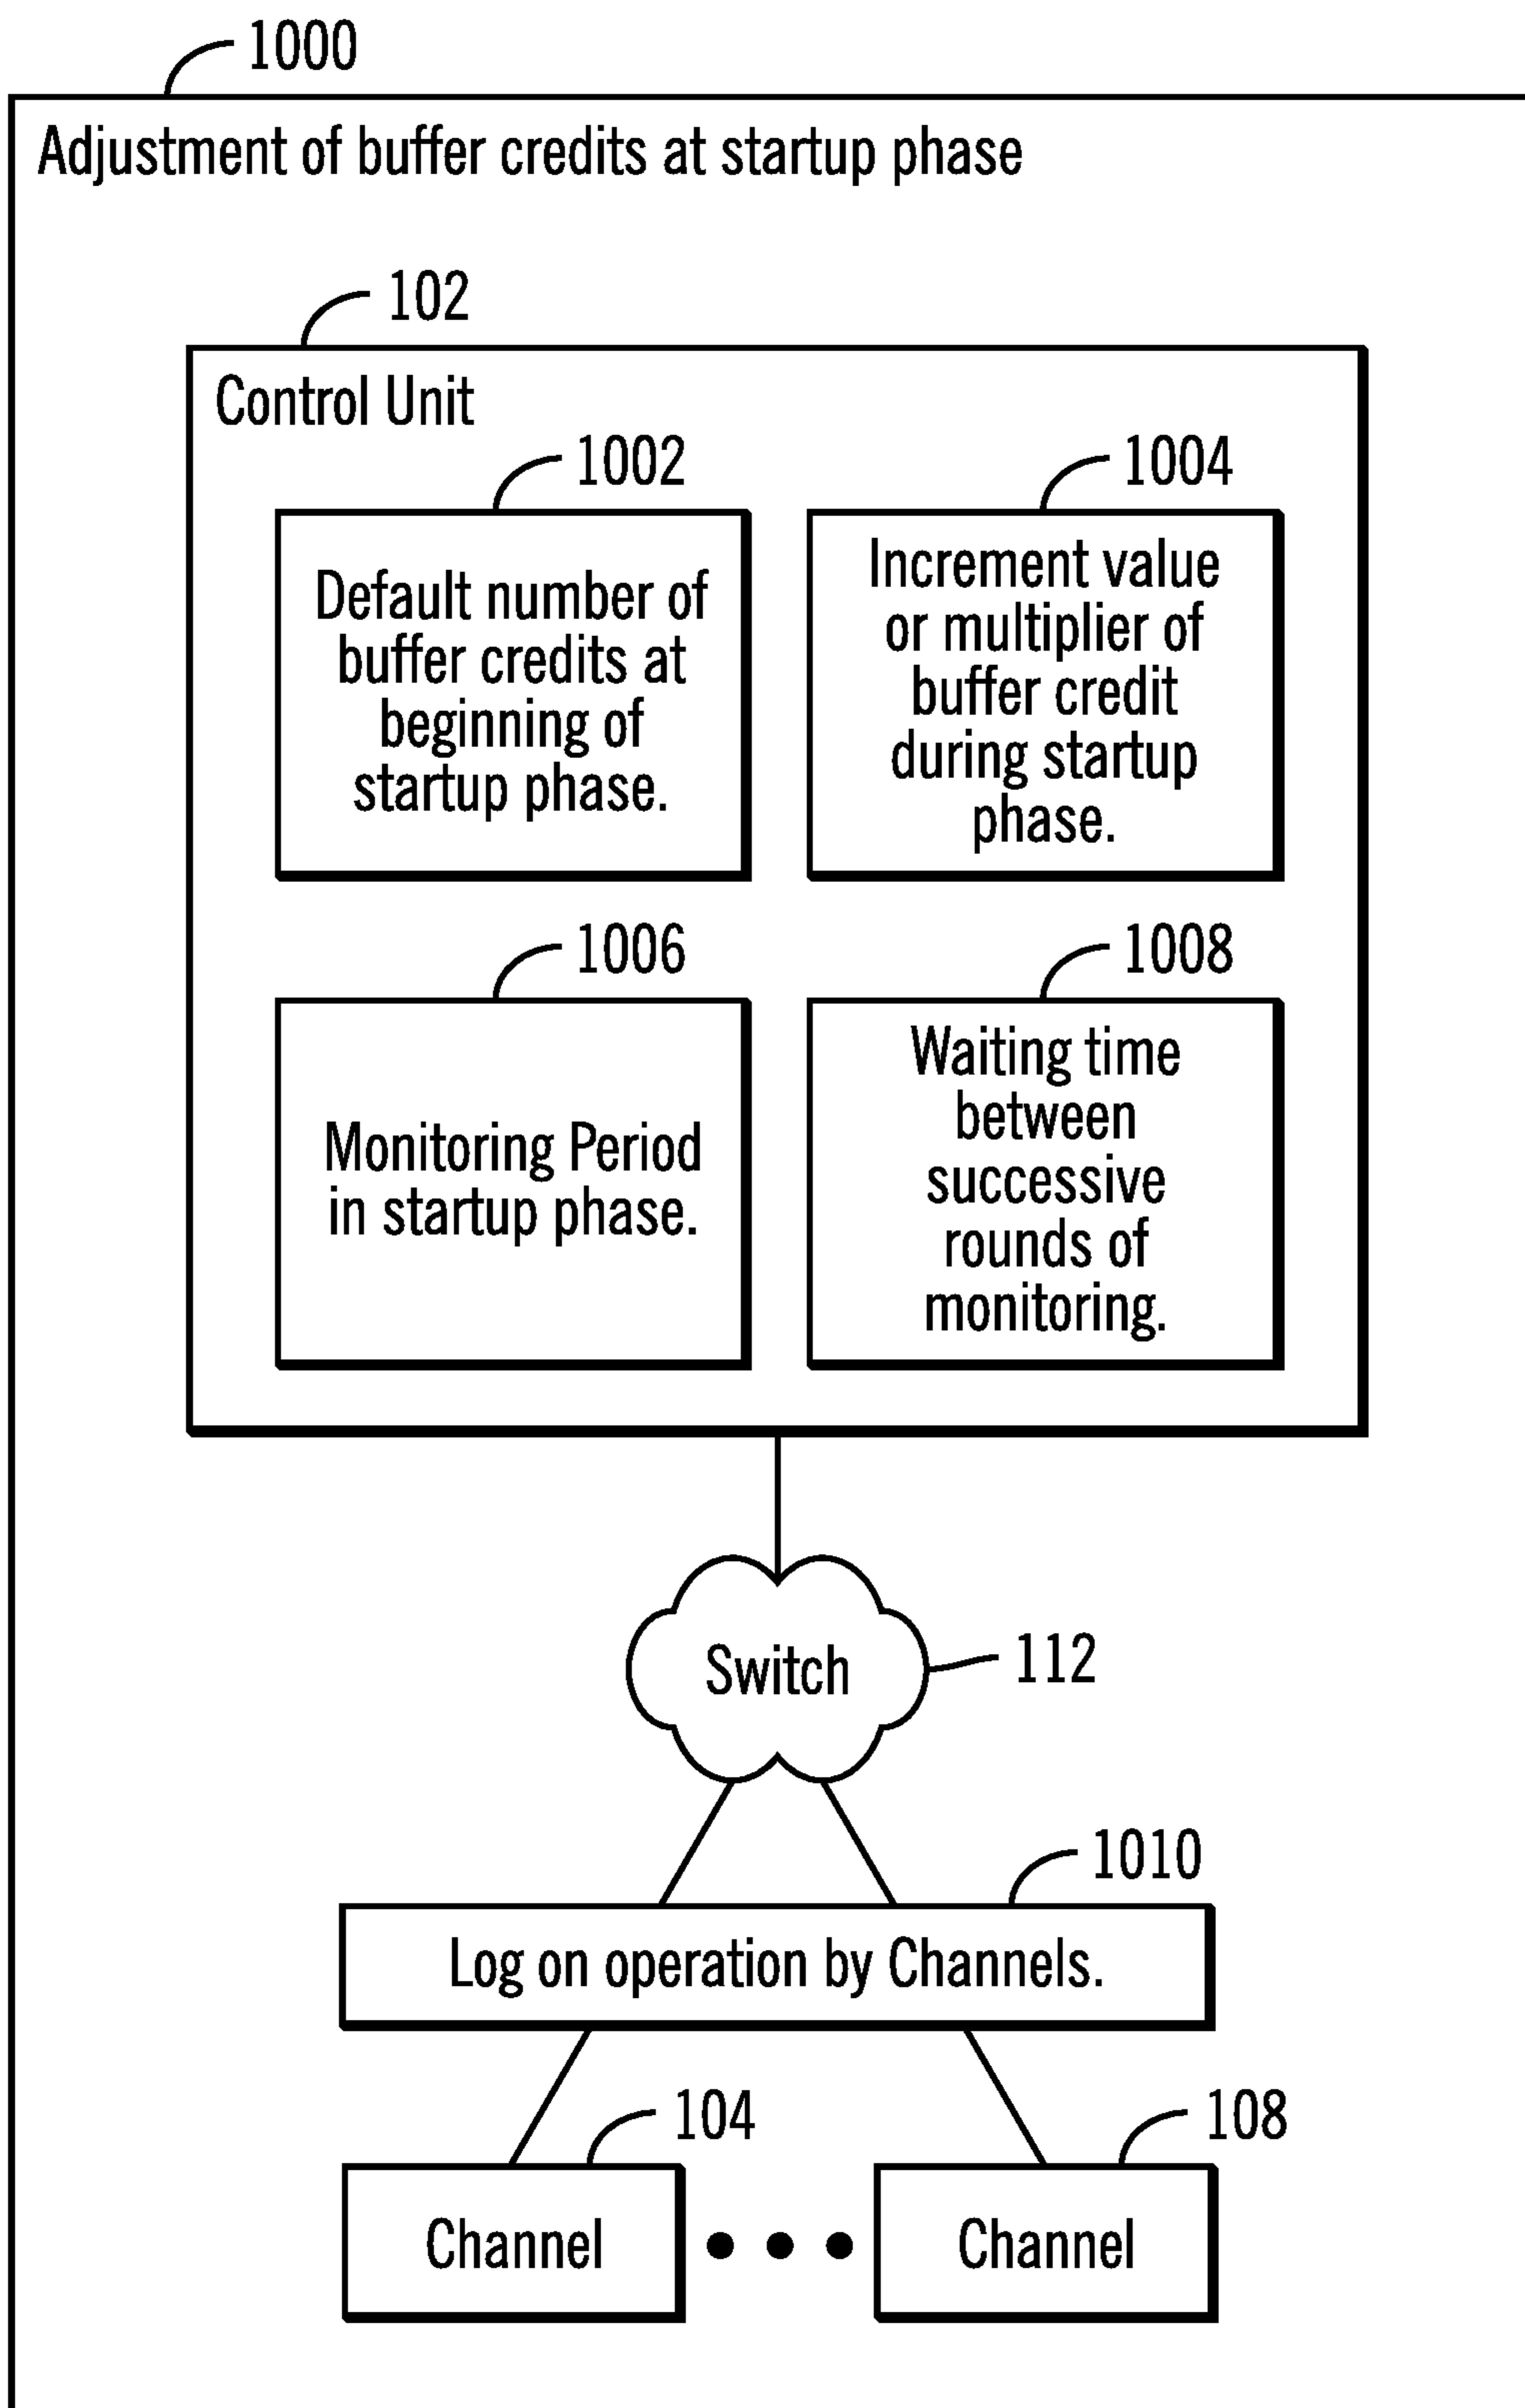 1000
Adjustment of buffer credits at startup phase
102
Control Unit
1002
Default number of
buffer credits at
beginning of
startup phase.
1004
Increment value
or multiplier of
buffer credit
during startup
phase.
1006
Monitoring Period
in startup phase.
1008
Waiting time
between
successive
rounds of
monitoring.
Switch
112
1010
Log on operation by Channels.
104
Channel
108
Channel